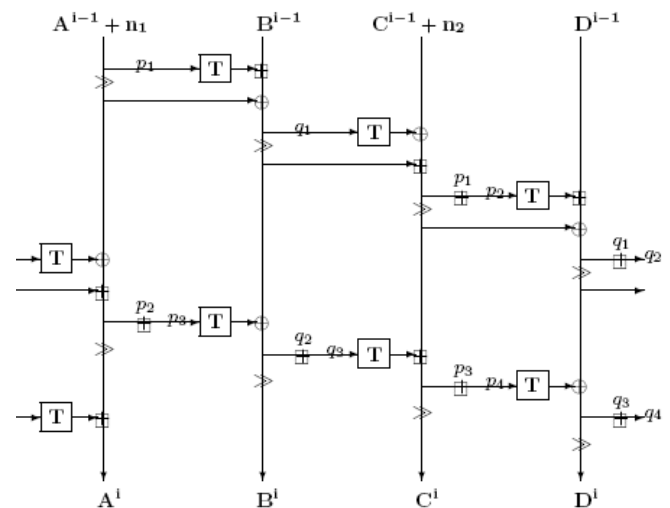 A^{i-1} + n_1 B^{i-1} C^{i-1} + n_2 D^{i-1}
p_1 T
q_1 T
p_1 p_2 T
T q_1 q_2
p_2 p_3 T
q_2 q_3 T
p_3 p_4 T
T q_3 q_4
A^i B^i C^i D^i